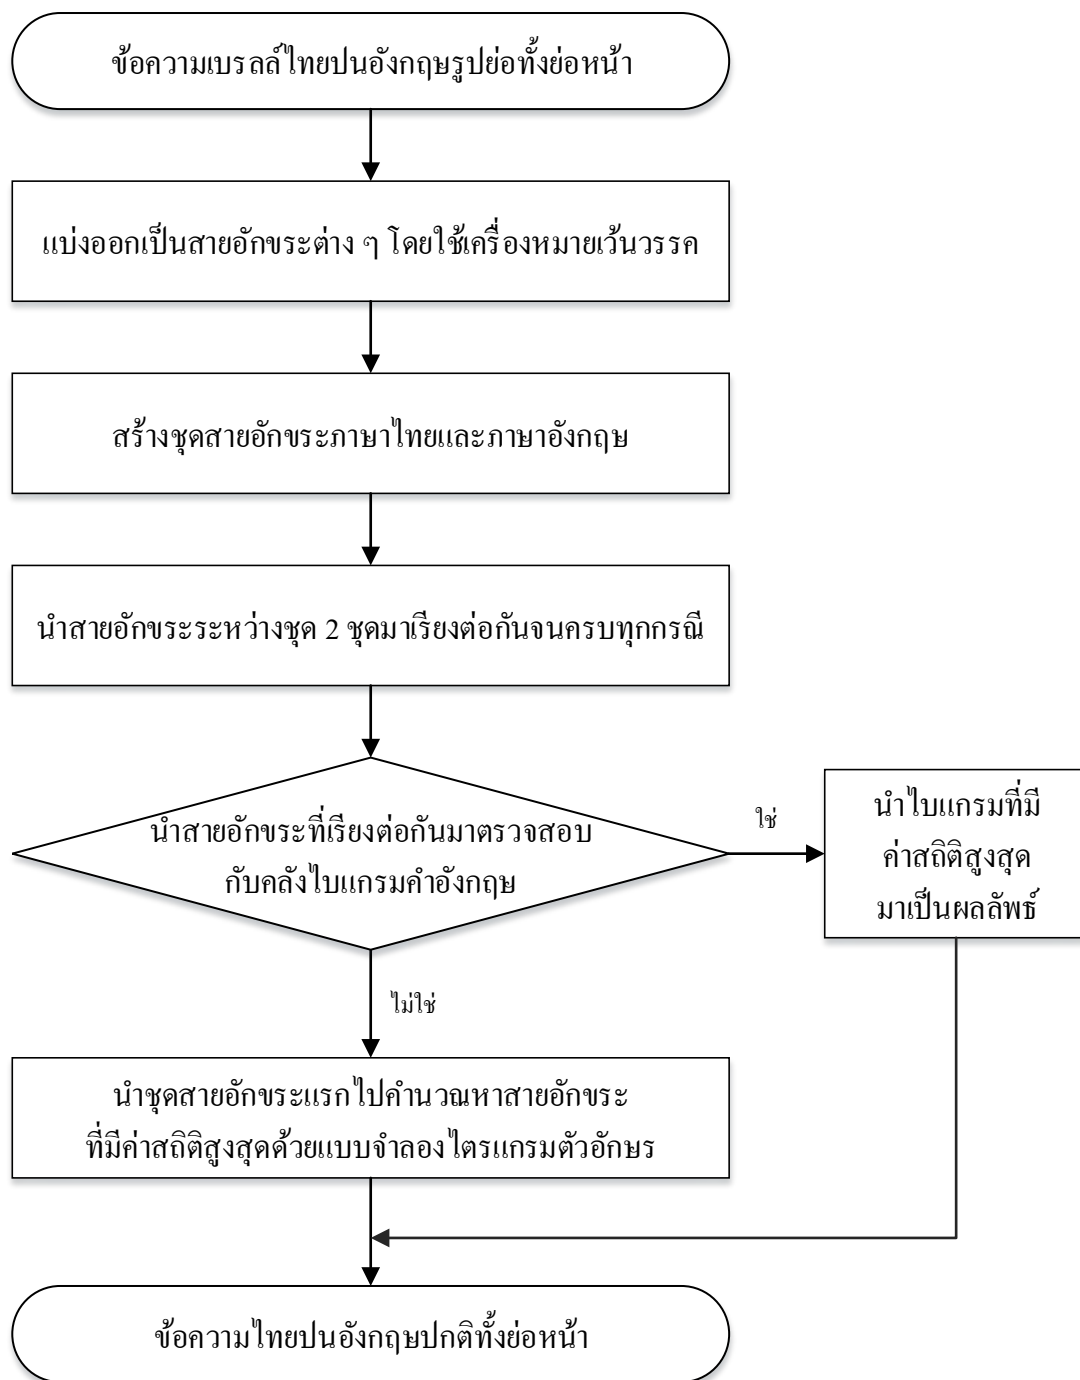 ข้อความเบรลล์ไทยปนอังกฤษรูปย่อทั้งย่อหน้า
แบ่งออกเป็นสายอักขระต่าง ๆ โดยใช้เครื่องหมายเว้นวรรค
สร้างชุดสายอักขระภาษาไทยและภาษาอังกฤษ
นำสายอักขระระหว่างชุด 2 ชุดมาเรียงต่อกันจนครบทุกกรณี
นำสายอักขระที่เรียงต่อกันมาตรวจสอบ
กับคลังไบแกรมคำอังกฤษ
ใช่
นำไบแกรมที่มี
ค่าสถิติสูงสุด
มาเป็นผลลัพธ์
ไม่ใช่
นำชุดสายอักขระแรกไปคำนวณหาสายอักขระ
ที่มีค่าสถิติสูงสุดด้วยแบบจำลองไตรแกรมตัวอักษร
ข้อความไทยปนอังกฤษปกติทั้งย่อหน้า